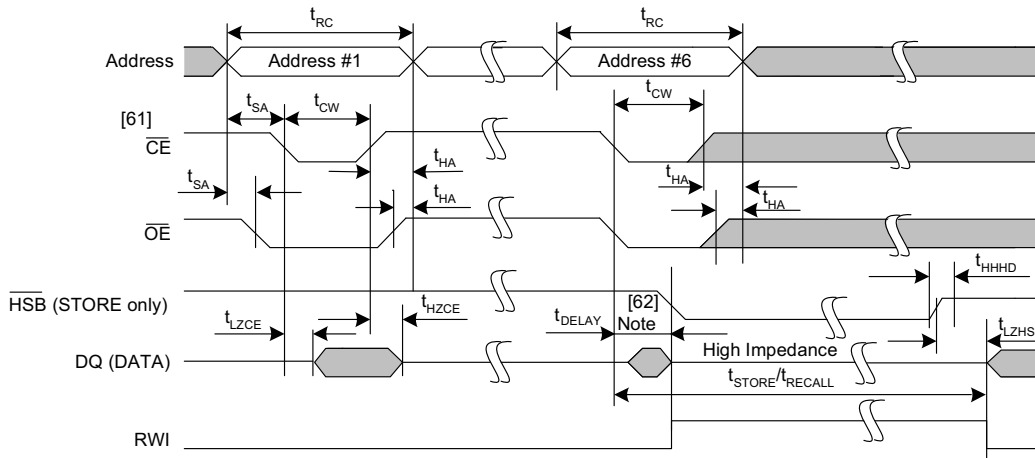 tRC tRC
Address Address #1 Address #6
tSA tCW tCW
[61]
CE
tHA tHA
tSA tHA tHA
OE
tHHHD
HSB (STORE only)
[62]
tLZCE tHZCE tDELAY Note tLZHS
High Impedance
DQ (DATA)
tSTORE/tRECALL
RWI